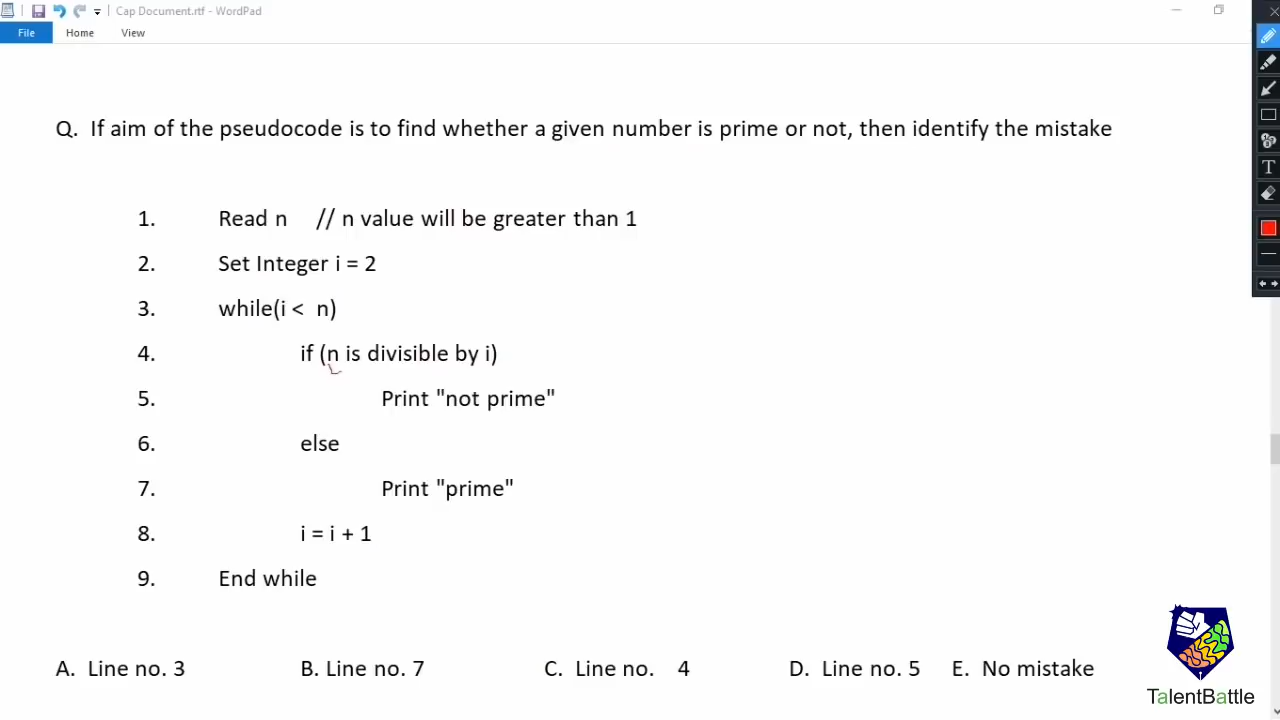 Cap Document.rtf - WordPad
File Home View
Q. If aim of the pseudocode is to find whether a given number is prime or not, then identify the mistake
1. Read n // n value will be greater than 1
2. Set Integer i = 2
3. while(i < n)
4. if (n is divisible by i)
5. Print "not prime"
6. else
7. Print "prime"
8. i = i + 1
9. End while
A. Line no. 3 B. Line no. 7 C. Line no. 4 D. Line no. 5 E. No mistake
TalentBattle